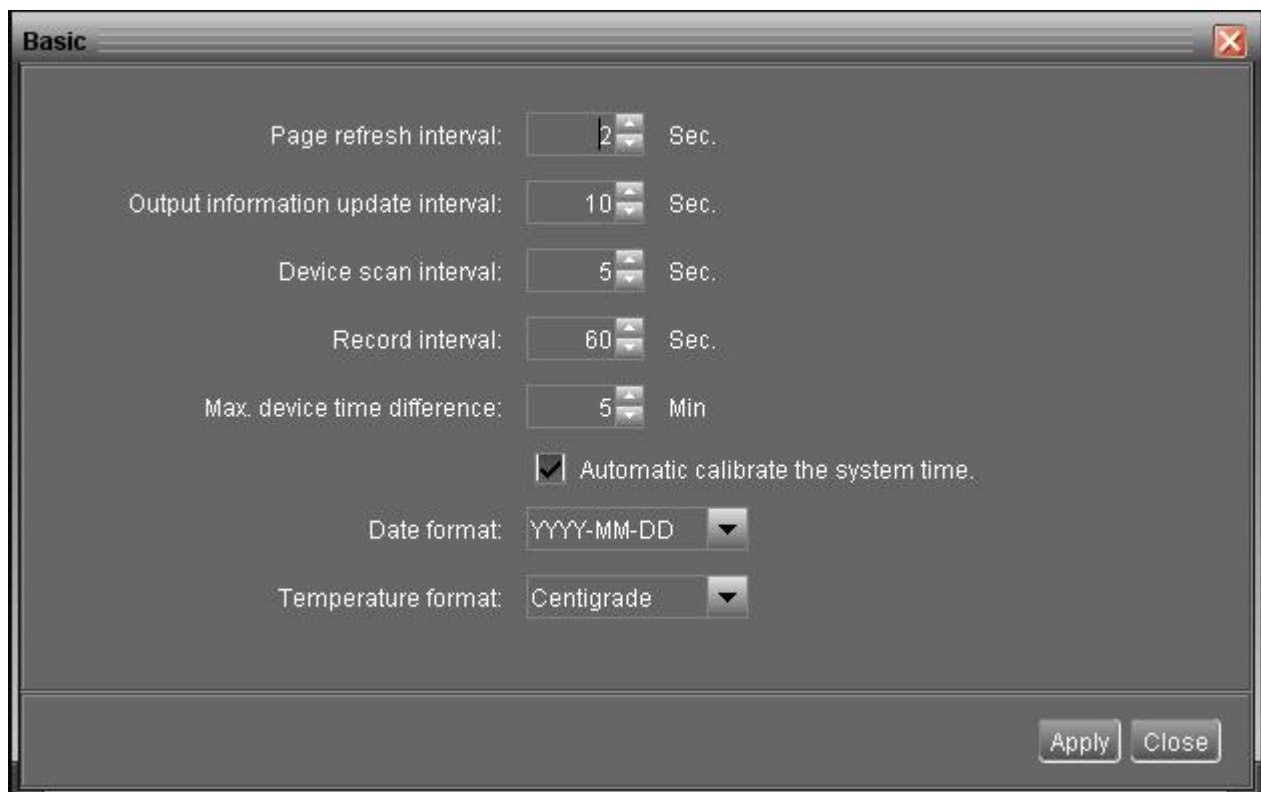 Basic
Page refresh interval: 2 Sec.
Output information update interval: 10 Sec.
Device scan interval: 5 Sec.
Record interval: 60 Sec.
Max. device time difference: 5 Min
Automatic calibrate the system time.
Date format: YYYY-MM-DD
Temperature format: Centigrade
Apply Close